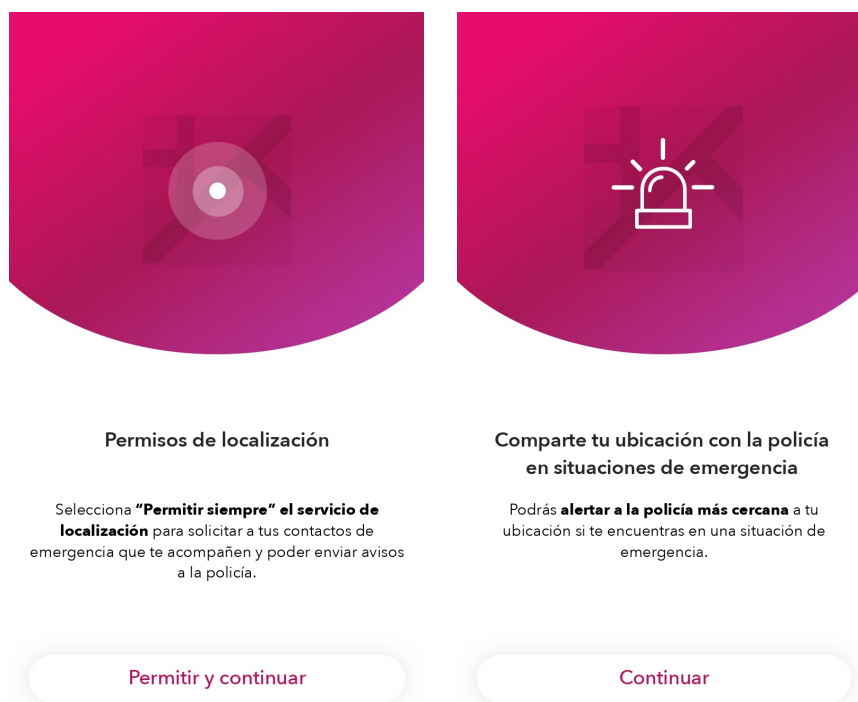 Permisos de localización
Selecciona “Permitir siempre” el servicio de
localización para solicitar a tus contactos de
emergencia que te acompañen y poder enviar avisos
a la policía.
Permitir y continuar
Comparte tu ubicación con la policía
en situaciones de emergencia
Podrás alertar a la policía más cercana a tu
ubicación si te encuentras en una situación de
emergencia.
Continuar